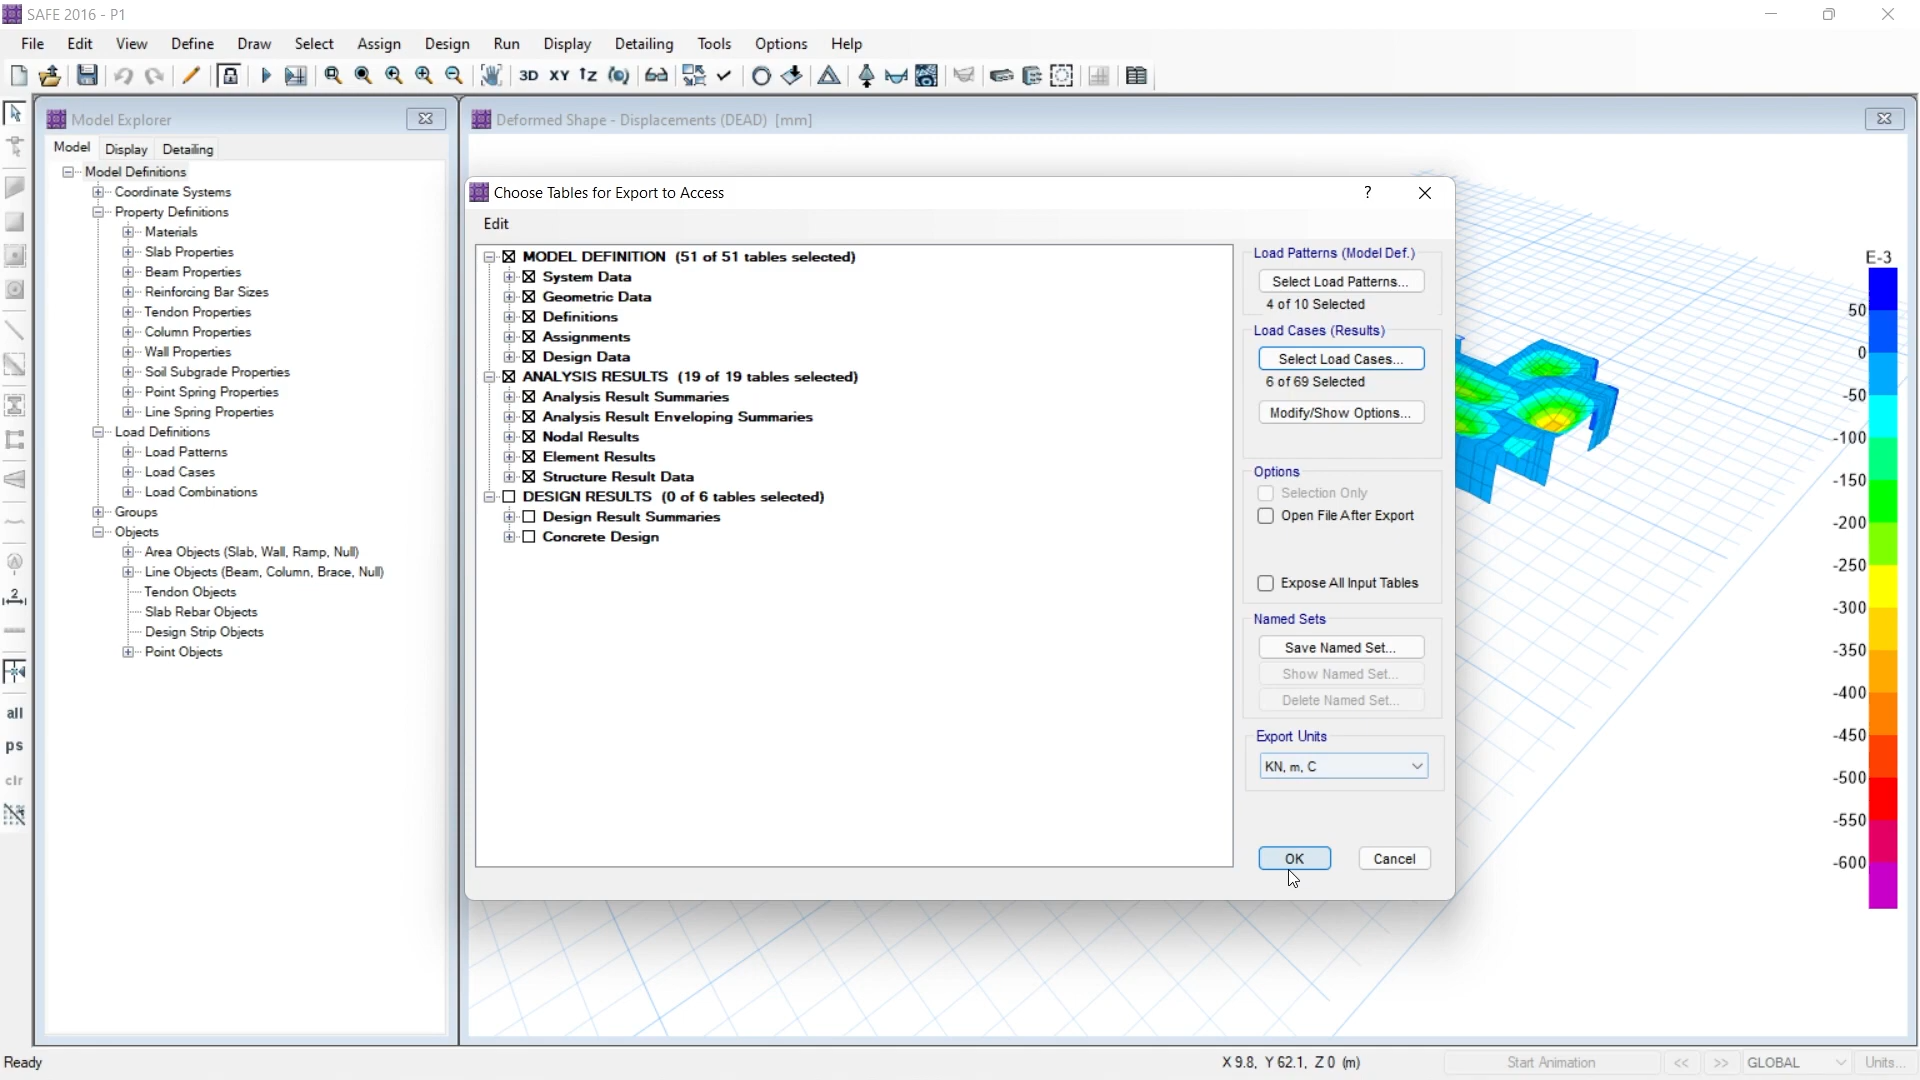 SAFE 2016 - P1
File Edit View Define Draw Select Assign Design Run Display Detailing Tools Options Help
3D XY
Model Explorer
Model Display Detailing
Model Definitions
Coordinate Systems
Property Definitions
Materials
Slab Properties
Beam Properties
Reinforcing Bar Sizes
Tendon Properties
Column Properties
Wall Properties
Soil Subgrade Properties
Point Spring Properties
Line Spring Properties
Load Definitions
Load Patterns
Load Cases
Load Combinations
Groups
Objects
Area Objects (Slab, Wall, Ramp, Null)
Line Objects (Beam, Column, Brace, Null)
Tendon Objects
Slab Rebar Objects
Design Strip Objects
Point Objects
2
all
ps
clr
Deformed Shape - Displacements (DEAD) [mm]
Choose Tables for Export to Access
?
Edit
MODEL DEFINITION (51 of 51 tables selected)
System Data
Geometric Data
Definitions
Assignments
Design Data
ANALYSIS RESULTS (19 of 19 tables selected)
Analysis Result Summaries
Analysis Result Enveloping Summaries
Nodal Results
Element Results
Structure Result Data
DESIGN RESULTS (0 of 6 tables selected)
Design Result Summaries
Concrete Design
Load Patterns (Model Def.)
Select Load Patterns...
4 of 10 Selected
Load Cases (Results)
Select Load Cases...
6 of 69 Selected
Modify/Show Options...
Options
Selection Only
Open File After Export
Expose All Input Tables
Named Sets
Save Named Set...
Show Named Set...
Delete Named Set...
Export Units
KN, m, C
OK Cancel
E-3
50
0
-50
-100
-150
-200
-250
-300
-350
-400
-450
-500
-550
-600
Ready
X 9.8, Y 62.1, Z 0 (m)
Start Animation
<< >>
GLOBAL
Units...